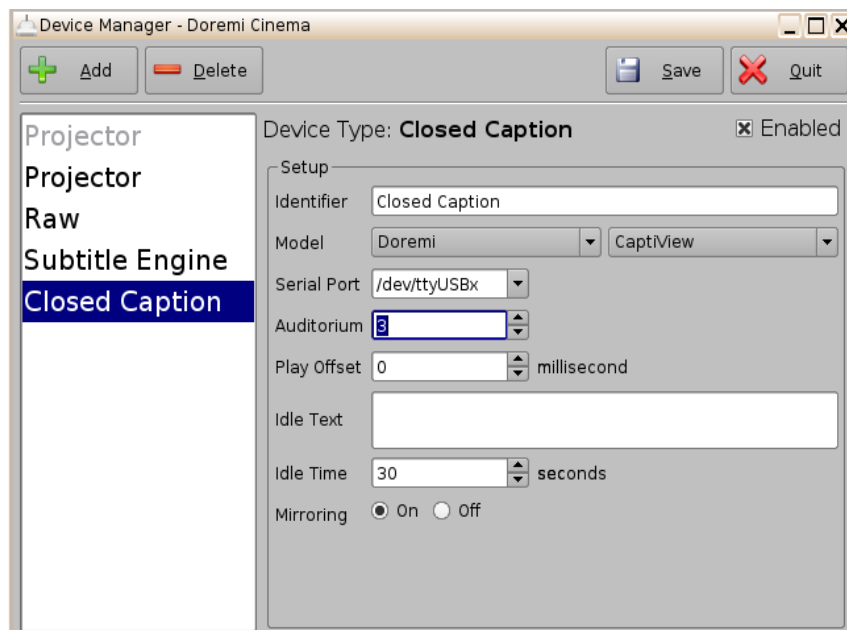 Device Manager - Doremi Cinema
Add Delete Save Quit
Projector
Projector
Raw
Subtitle Engine
Closed Caption
Device Type: Closed Caption Enabled
Setup
Identifier Closed Caption
Model Doremi CaptiView
Serial Port /dev/ttyUSBx
Auditorium 3
Play Offset 0 millisecond
Idle Text
Idle Time 30 seconds
Mirroring On Off